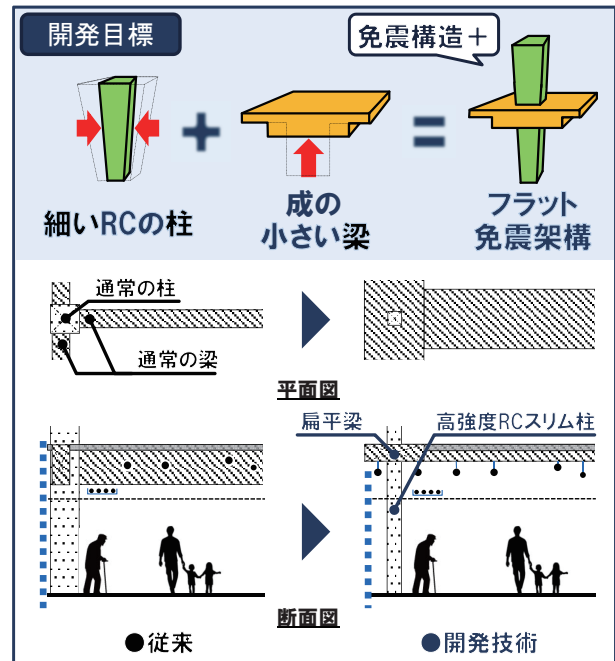 開発目標
免震構造＋
細いRCの柱
成の
小さい梁
フラット
免震架構
通常の柱
通常の梁
平面図
扁平梁
高強度RCスリム柱
断面図
●従来
●開発技術